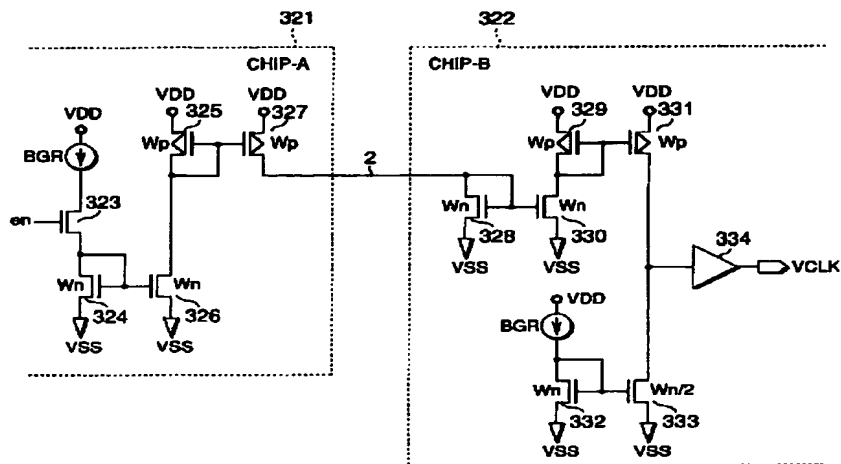 321
322
CHIP-A
CHIP-B
VDD
VDD
VDD
VDD
325
327
329
331
VDD
Wp
Wp
Wp
Wp
BGR
2
323
en
Wn
Wn
328
330
VSS
VSS
334
VCLK
Wn
Wn
324
326
VSS
VSS
VDD
BGR
Wn
Wn/2
332
333
VSS
VSS